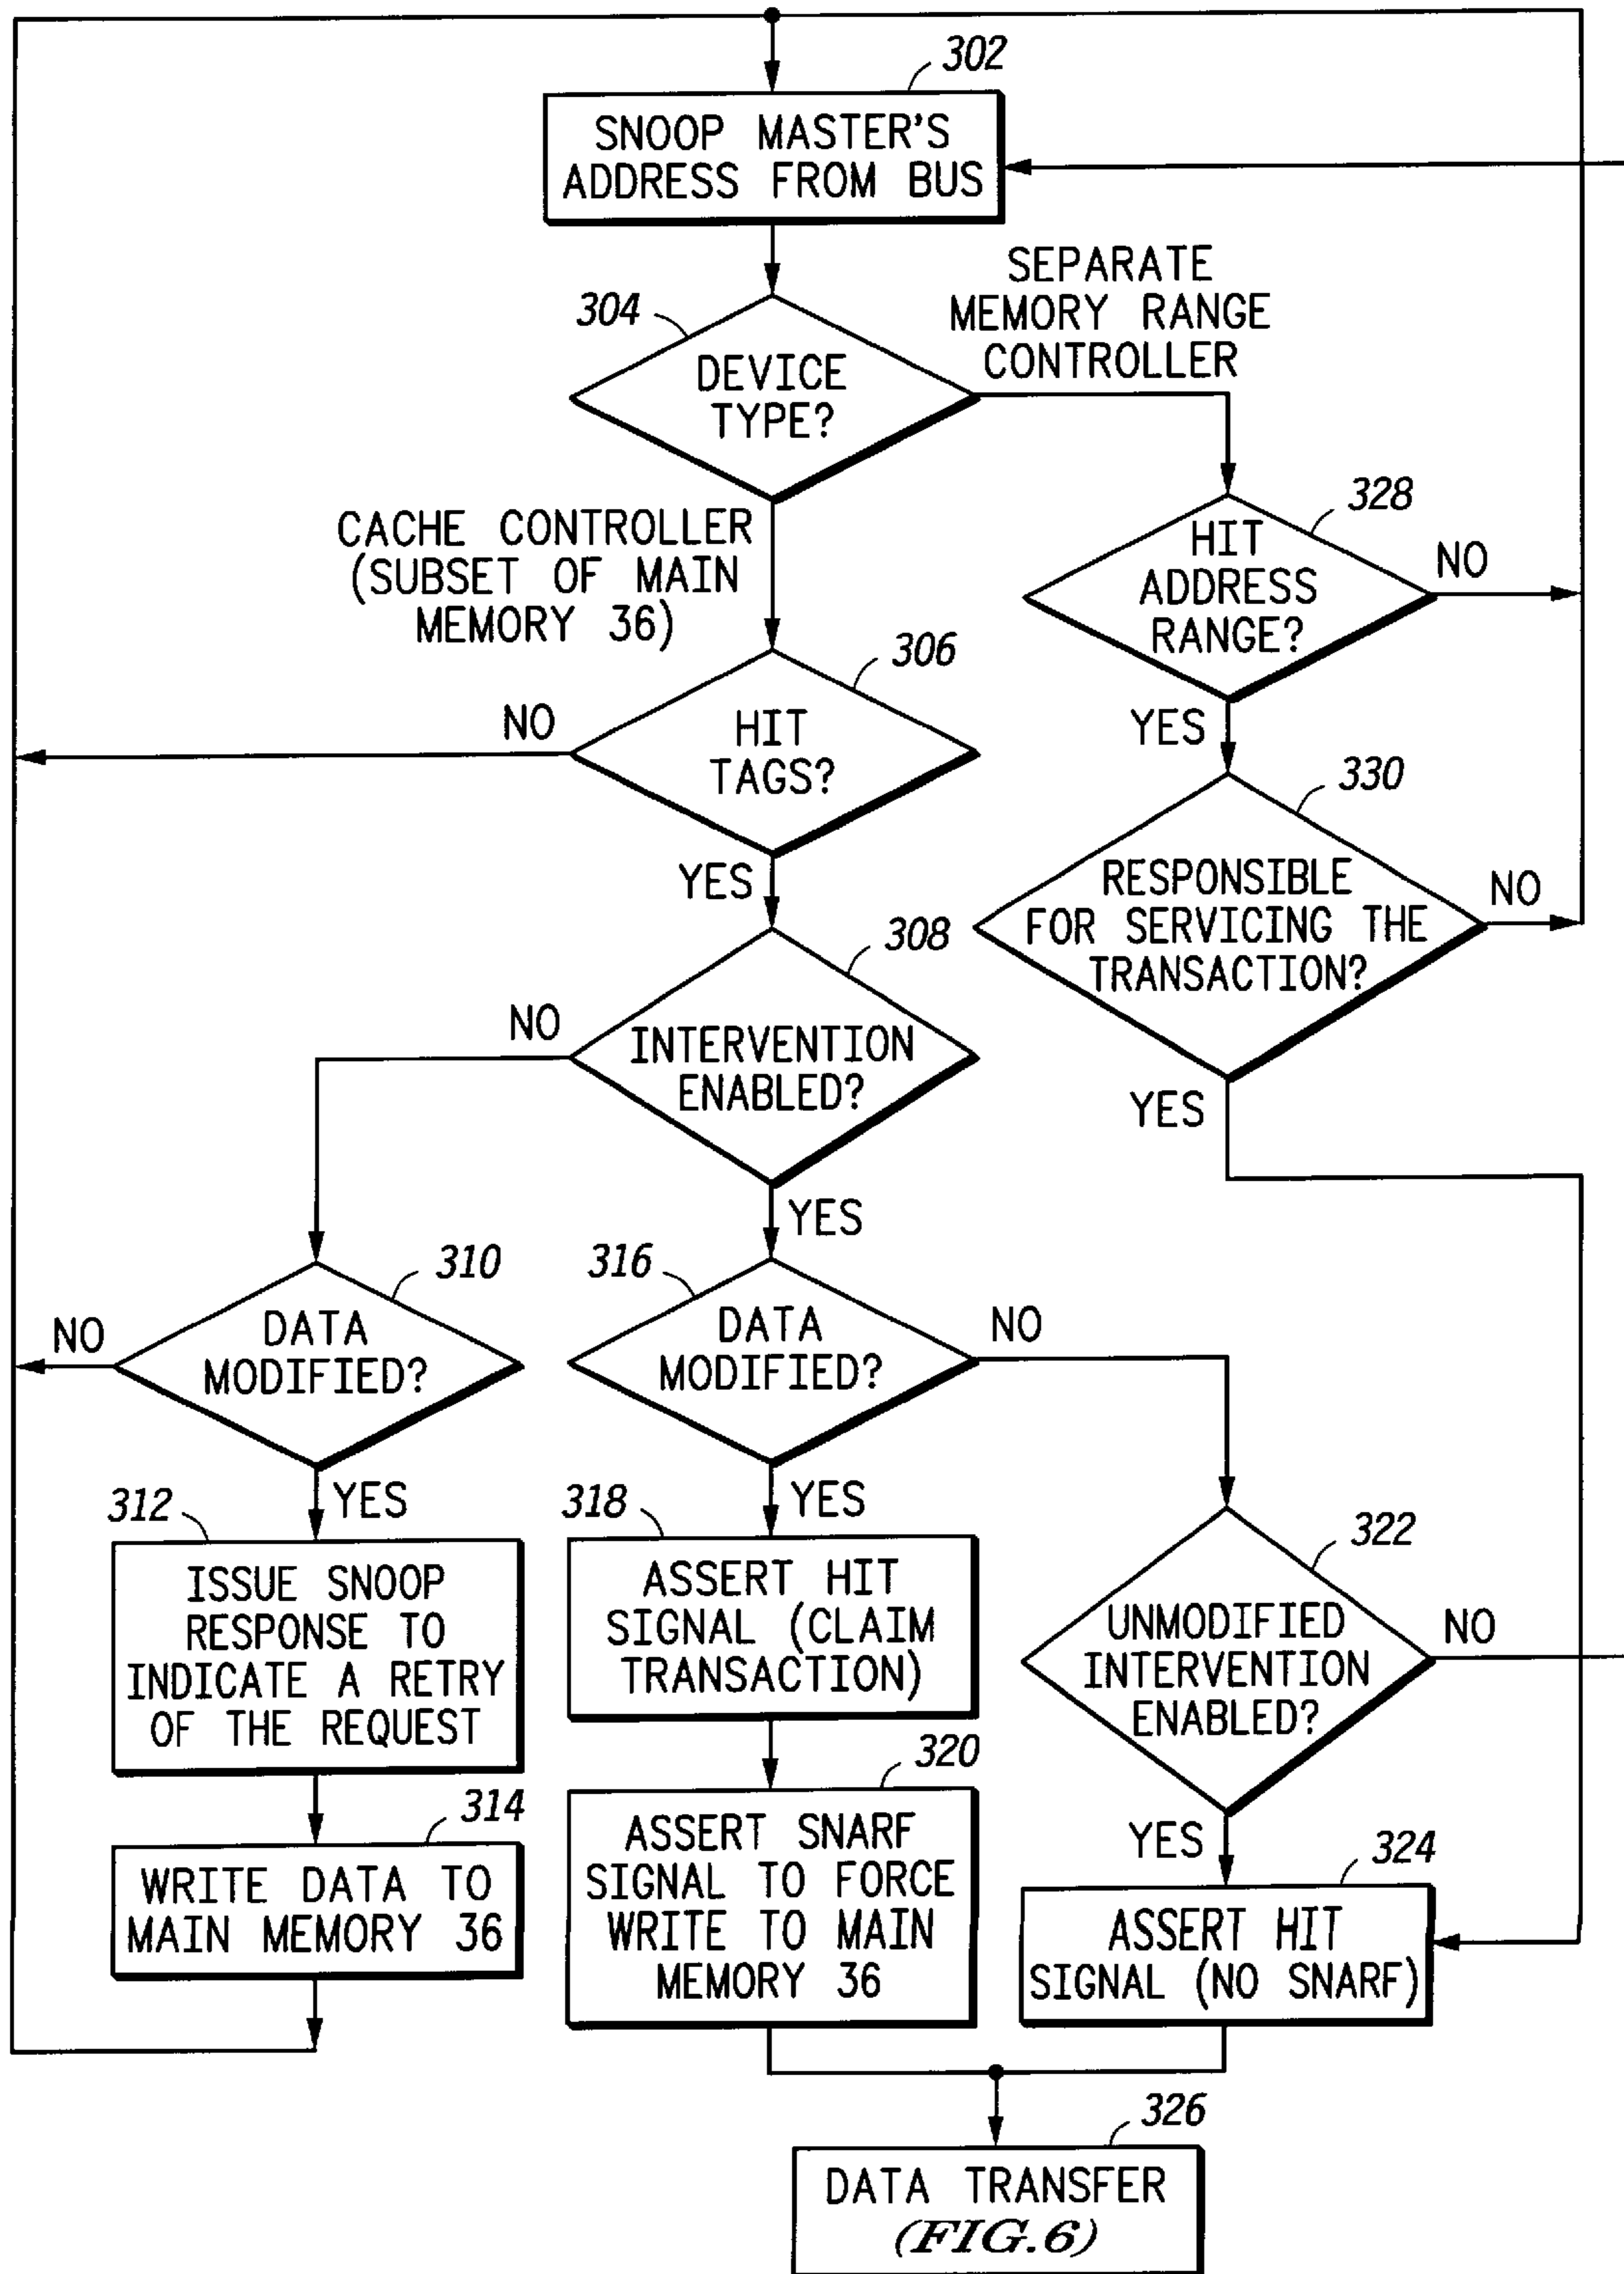 302
SNOOP MASTER'S
ADDRESS FROM BUS
304
DEVICE
TYPE?
SEPARATE
MEMORY RANGE
CONTROLLER
CACHE CONTROLLER
(SUBSET OF MAIN
MEMORY 36)
328
HIT
ADDRESS
RANGE?
NO
YES
306
HIT
TAGS?
NO
YES
330
RESPONSIBLE
FOR SERVICING THE
TRANSACTION?
NO
YES
308
INTERVENTION
ENABLED?
NO
YES
310
DATA
MODIFIED?
NO
YES
316
DATA
MODIFIED?
NO
YES
312
ISSUE SNOOP
RESPONSE TO
INDICATE A RETRY
OF THE REQUEST
318
ASSERT HIT
SIGNAL (CLAIM
TRANSACTION)
322
UNMODIFIED
INTERVENTION
ENABLED?
NO
YES
314
WRITE DATA TO
MAIN MEMORY 36
320
ASSERT SNARF
SIGNAL TO FORCE
WRITE TO MAIN
MEMORY 36
324
ASSERT HIT
SIGNAL (NO SNARF)
326
DATA TRANSFER
(FIG.6)